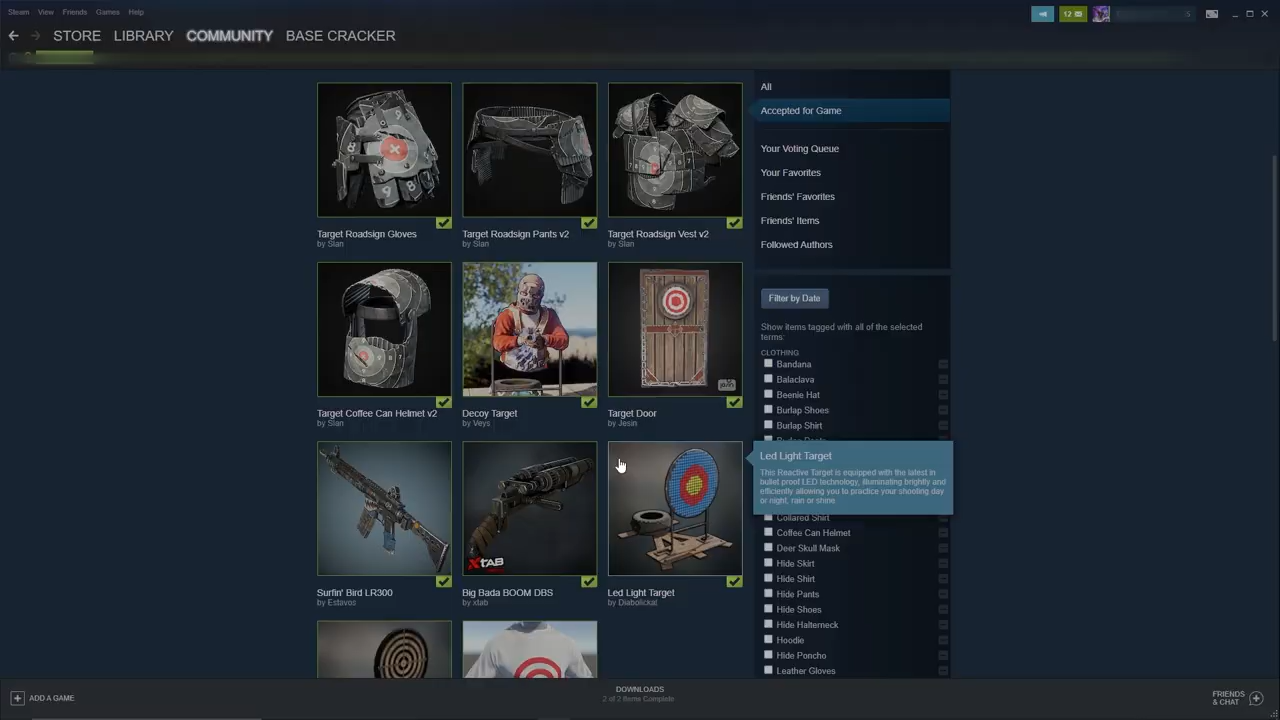 Steam View Friends Games Help
12
STORE LIBRARY COMMUNITY BASE CRACKER
All
Accepted for Game
Your Voting Queue
Your Favorites
Friends' Favorites
Friends' Items
Followed Authors
Target Roadsign Gloves
by Slan
Target Roadsign Pants v2
by Slan
Target Roadsign Vest v2
by Slan
Filter by Date
Show items tagged with all of the selected
terms:
CLOTHING
Bandana
Balaclava
Beenie Hat
Burlap Shoes
Burlap Shirt
Target Coffee Can Helmet v2
by Slan
Decoy Target
by Veys
Target Door
by Jesin
Led Light Target
This Reactive Target is equipped with the latest in
bullet proof LED technology, illuminating brightly and
efficiently allowing you to practice your shooting day
or night, rain or shine
Collared Shirt
Coffee Can Helmet
Deer Skull Mask
Hide Skirt
Hide Shirt
Hide Pants
Hide Shoes
Hide Halterneck
Hoodie
Hide Poncho
Leather Gloves
XTAB
Surfin' Bird LR300
by Estavos
Big Bada BOOM DBS
by xtab
Led Light Target
by Diabolickat
ADD A GAME
DOWNLOADS
2 of 2 Items Complete
FRIENDS
& CHAT